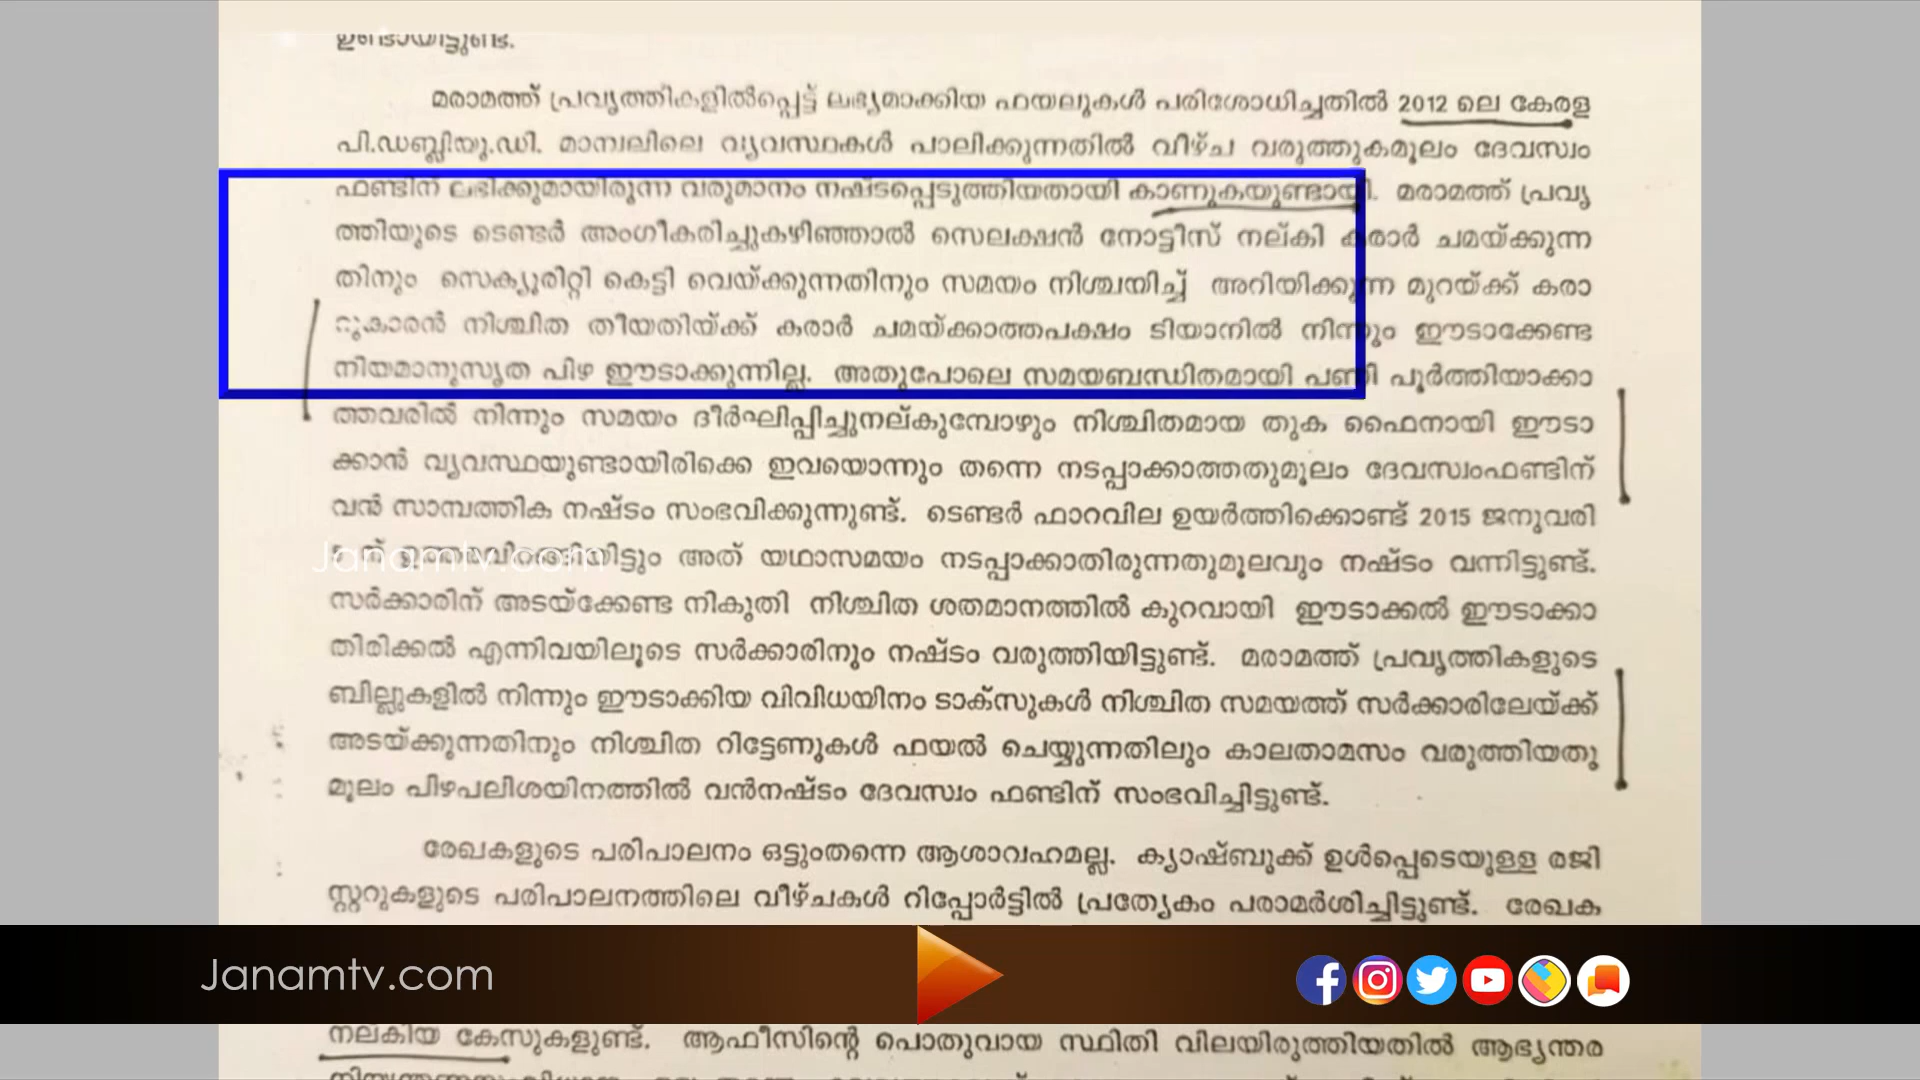 ഉണ്ടായിട്ടുണ്ട്.
മരാമത്ത് പ്രവൃത്തികളിൽപ്പെട്ട് ലഭ്യമാക്കിയ ഫയലുകൾ പരിശോധിച്ചതിൽ 2012 ലെ കേരള
പി.ഡബ്ലിയു.ഡി. മാന്വലിലെ വ്യവസ്ഥകൾ പാലിക്കുന്നതിൽ വീഴ്ച വരുത്തുകമൂലം ദേവസ്വം
ഫണ്ടിന് ലഭിക്കുമായിരുന്ന വരുമാനം നഷ്ടപ്പെടുത്തിയതായി കാണുകയുണ്ടായി. മരാമത്ത് പ്രവൃ
ത്തിയുടെ ടെണ്ടർ അംഗീകരിച്ചുകഴിഞ്ഞാൽ സെലക്ഷൻ നോട്ടീസ് നല്കി കരാർ ചമയ്ക്കുന്ന
തിനും സെക്യൂരിറ്റി കെട്ടി വെയ്ക്കുന്നതിനും സമയം നിശ്ചയിച്ച് അറിയിക്കുന്ന മുറയ്ക്ക് കരാ
റുകാരൻ നിശ്ചിത തീയതിയ്ക്ക് കരാർ ചമയ്ക്കാത്തപക്ഷം ടിയാനിൽ നിന്നും ഈടാക്കേണ്ട
നിയമാനുസൃത പിഴ ഈടാക്കുന്നില്ല. അതുപോലെ സമയബന്ധിതമായി പണി പൂർത്തിയാക്കാ
ത്തവരിൽ നിന്നും സമയം ദീർഘിപ്പിച്ചുനല്കുമ്പോഴും നിശ്ചിതമായ തുക ഫൈനായി ഈടാ
ക്കാൻ വ്യവസ്ഥയുണ്ടായിരിക്കെ ഇവയൊന്നും തന്നെ നടപ്പാക്കാത്തതുമൂലം ദേവസ്വംഫണ്ടിന്
വൻ സാമ്പത്തിക നഷ്ടം സംഭവിക്കുന്നുണ്ട്. ടെണ്ടർ ഫാറവില ഉയർത്തിക്കൊണ്ട് 2015 ജനുവരി
ന് ഉത്തരവിറങ്ങിയിട്ടും അത് യഥാസമയം നടപ്പാക്കാതിരുന്നതുമൂലവും നഷ്ടം വന്നിട്ടുണ്ട്.
Janamtv.com
സർക്കാരിന് അടയ്ക്കേണ്ട നികുതി നിശ്ചിത ശതമാനത്തിൽ കുറവായി ഈടാക്കൽ ഈടാക്കാ
തിരിക്കൽ എന്നിവയിലൂടെ സർക്കാരിനും നഷ്ടം വരുത്തിയിട്ടുണ്ട്. മരാമത്ത് പ്രവൃത്തികളുടെ
ബില്ലുകളിൽ നിന്നും ഈടാക്കിയ വിവിധയിനം ടാക്സുകൾ നിശ്ചിത സമയത്ത് സർക്കാരിലേയ്ക്ക്
അടയ്ക്കുന്നതിനും നിശ്ചിത റിട്ടേണുകൾ ഫയൽ ചെയ്യുന്നതിലും കാലതാമസം വരുത്തിയതു
മൂലം പിഴപലിശയിനത്തിൽ വൻനഷ്ടം ദേവസ്വം ഫണ്ടിന് സംഭവിച്ചിട്ടുണ്ട്.
രേഖകളുടെ പരിപാലനം ഒട്ടുംതന്നെ ആശാവഹമല്ല. ക്യാഷ്ബുക്ക് ഉൾപ്പെടെയുള്ള രജി
സ്റ്ററുകളുടെ പരിപാലനത്തിലെ വീഴ്ചകൾ റിപ്പോർട്ടിൽ പ്രത്യേകം പരാമർശിച്ചിട്ടുണ്ട്. രേഖക
Janamtv.com
നല്കിയ കേസുകളുണ്ട്. ആഫീസിന്റെ പൊതുവായ സ്ഥിതി വിലയിരുത്തിയതിൽ ആഭ്യന്തര